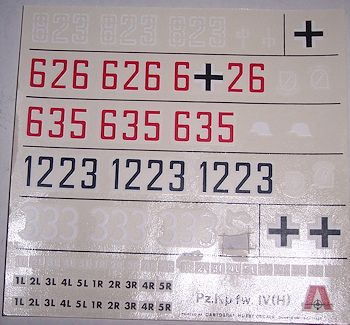 823 823 823
626 626 6 26
635 635 635
1223 1223 1223
333 333 333
1L 2L 3L 4L 5L 1R 2R 3R 4R 5R
1L 2L 3L 4L 5L 1R 2R 3R 4R 5R
Pz.Kpfw. IV(H)